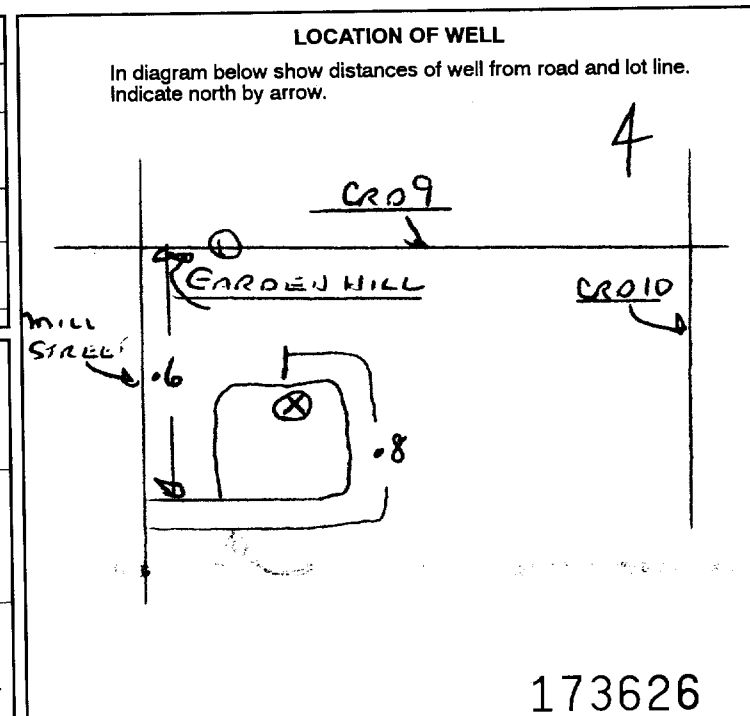 LOCATION OF WELL
In diagram below show distances of well from road and lot line.
Indicate north by arrow.
4
CRD9
GARDEN HILL
CRD10
MILL
STREET
.6
.8
173626